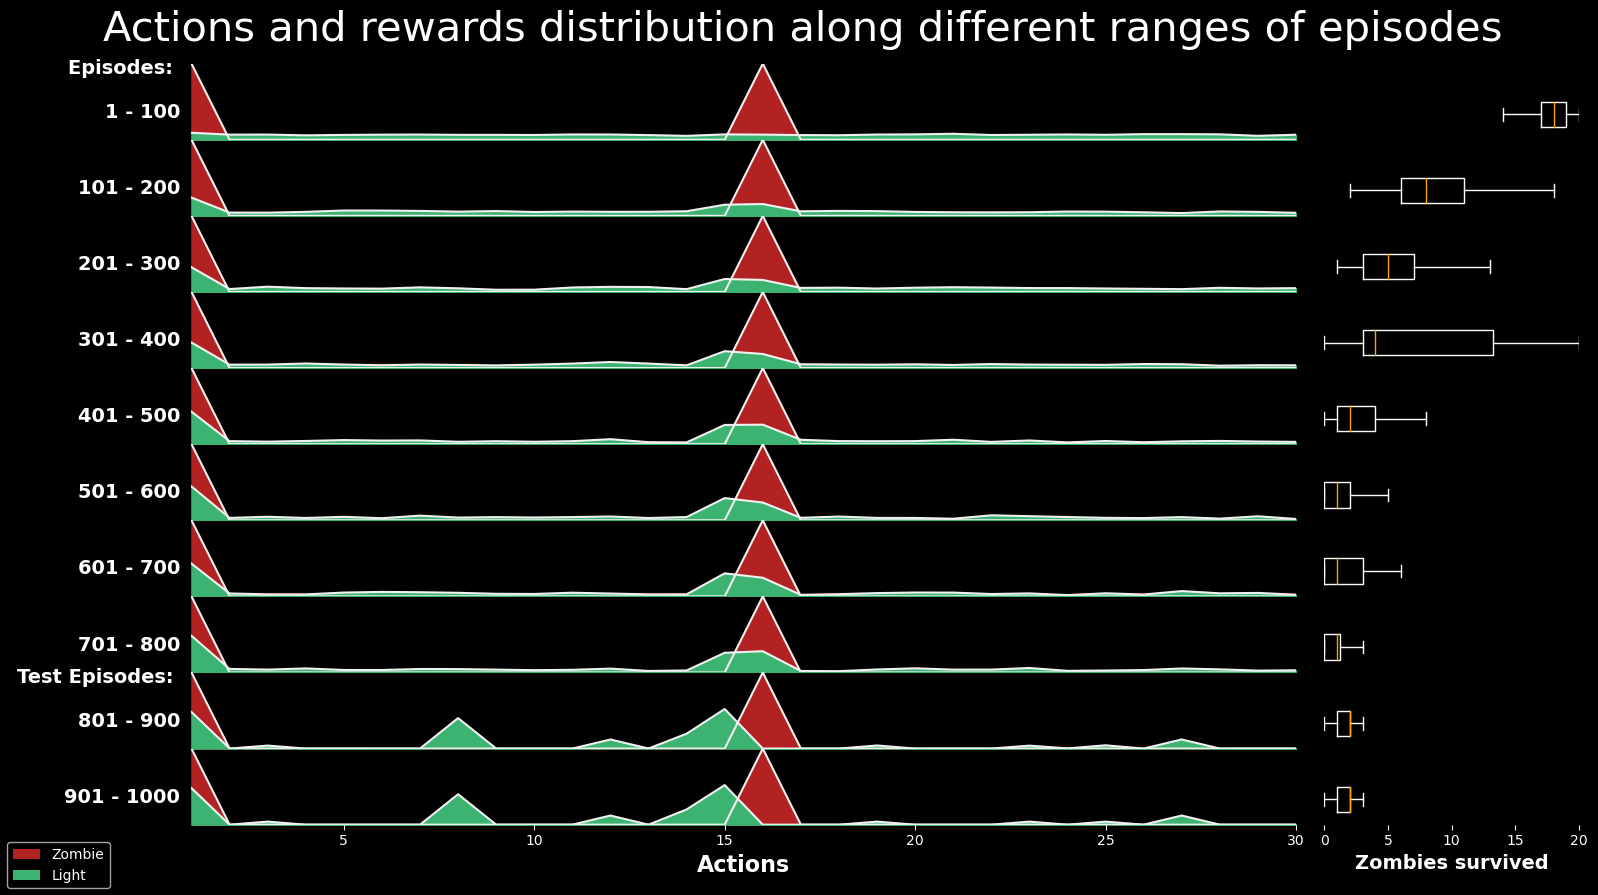 Actions and rewards distribution along different ranges of episodes
Episodes:
1 - 100
101 - 200
201 - 300
301 - 400
401 - 500
501 - 600
601 - 700
701 - 800
Test Episodes:
801 - 900
901 - 1000
5 10 15 20 25 30
Actions
0 5 10 15 20
Zombies survived
Zombie
Light